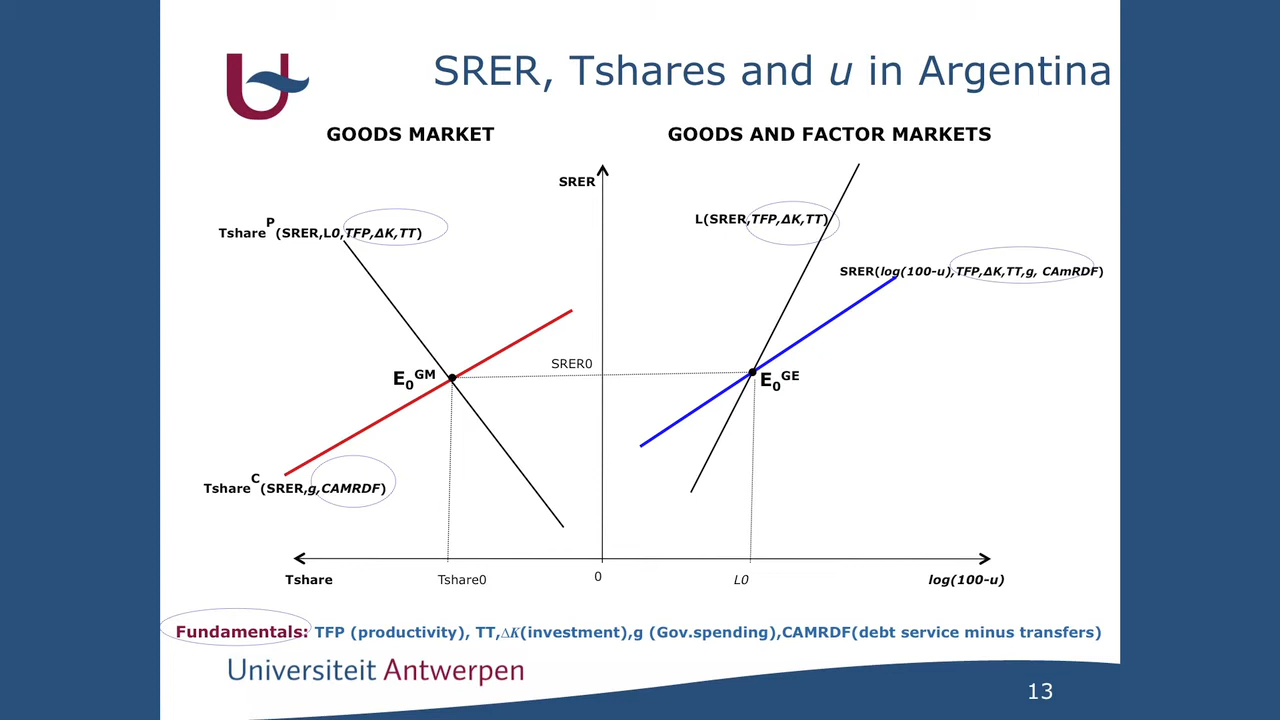 SRER, Tshares and u in Argentina
GOODS MARKET
GOODS AND FACTOR MARKETS
SRER
Tshare^P(SRER,L0,TFP,ΔK,TT)
L(SRER,TFP,ΔK,TT)
SRER(log(100-u),TFP,ΔK,TT,g, CAmRDF)
SRER0
E₀^GM
E₀^GE
Tshare^C(SRER,g,CAMRDF)
Tshare
Tshare0
0
L0
log(100-u)
Fundamentals: TFP (productivity), TT,ΔK(investment),g (Gov.spending),CAMRDF(debt service minus transfers)
Universiteit Antwerpen
13